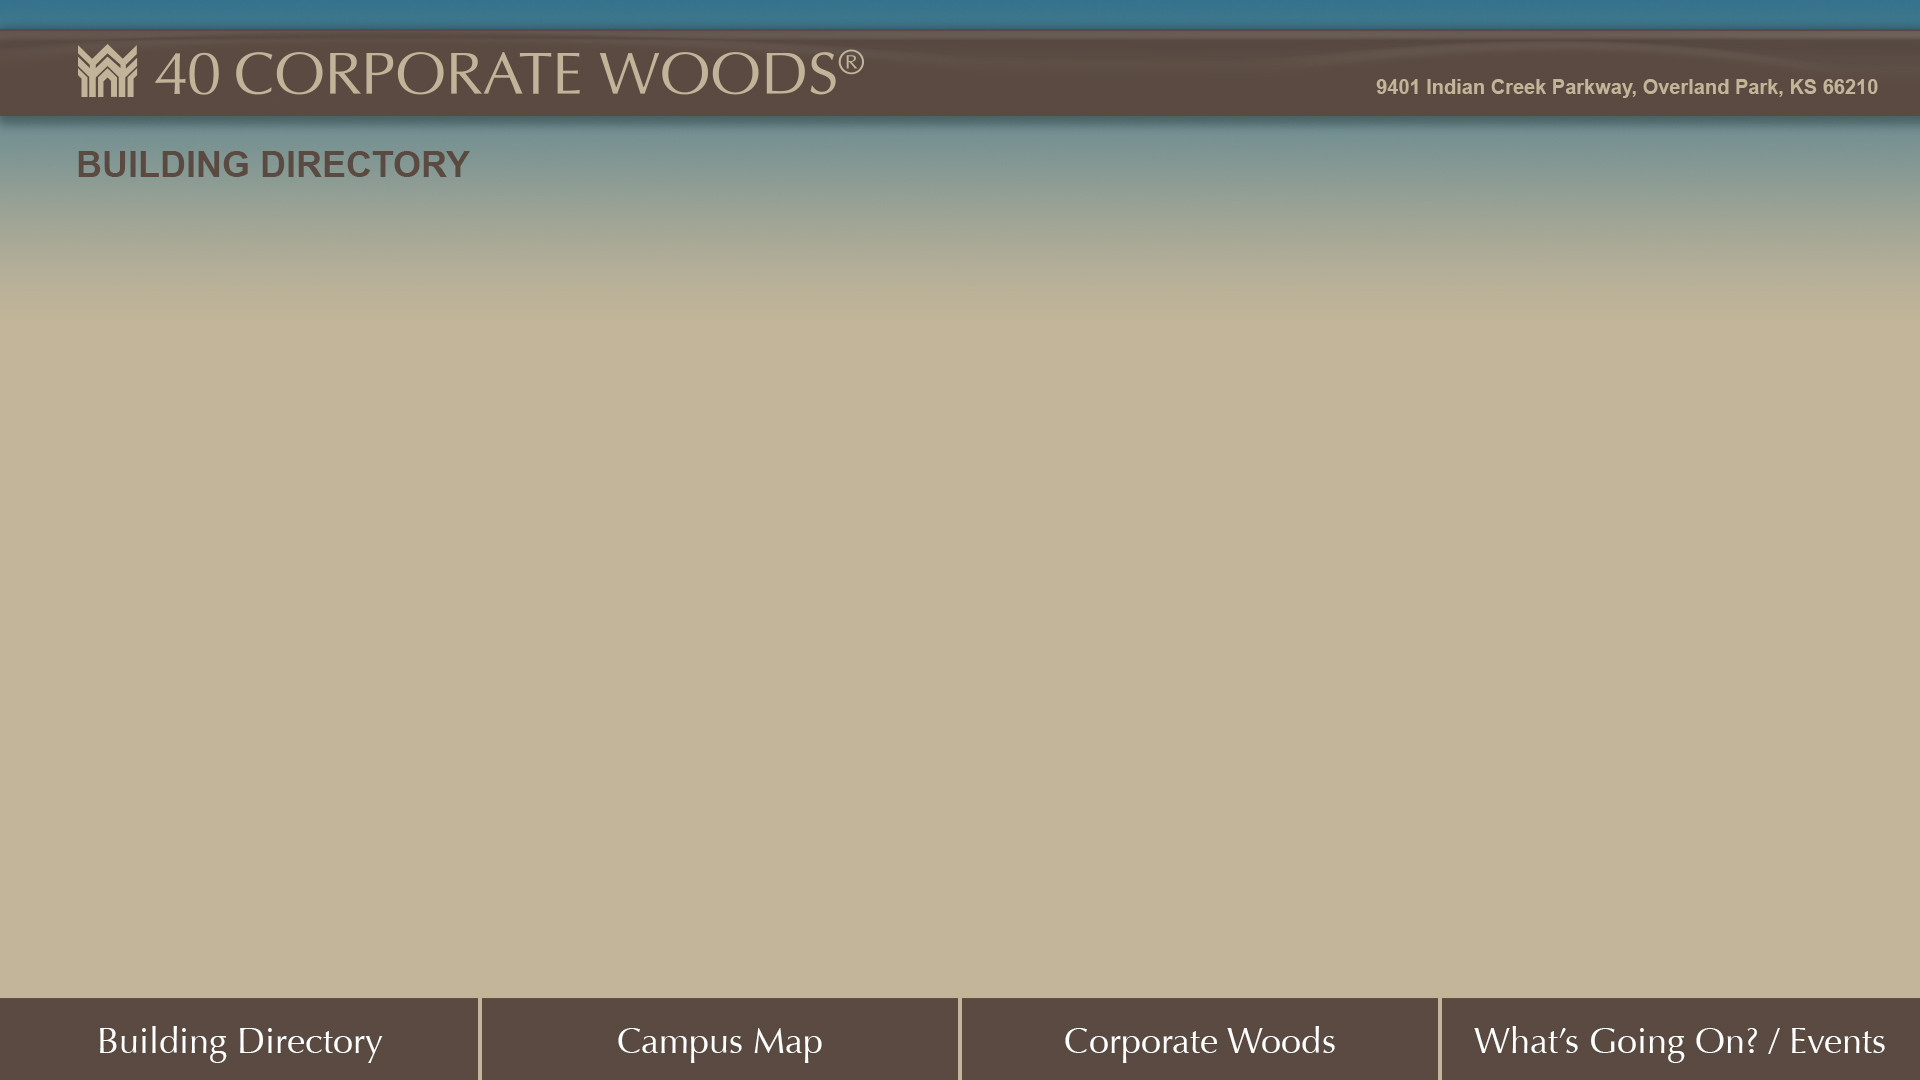 40 CORPORATE WOODS®
9401 Indian Creek Parkway, Overland Park, KS 66210
BUILDING DIRECTORY
Building Directory
Campus Map
Corporate Woods
What’s Going On? / Events